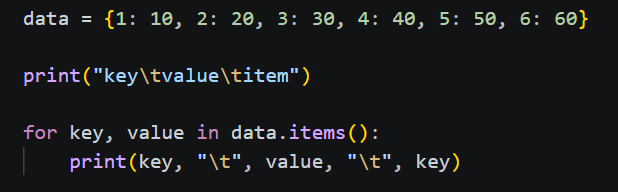 data = {1: 10, 2: 20, 3: 30, 4: 40, 5: 50, 6: 60}
print("key\tvalue\titem")
for key, value in data.items():
    print(key, "\t", value, "\t", key)